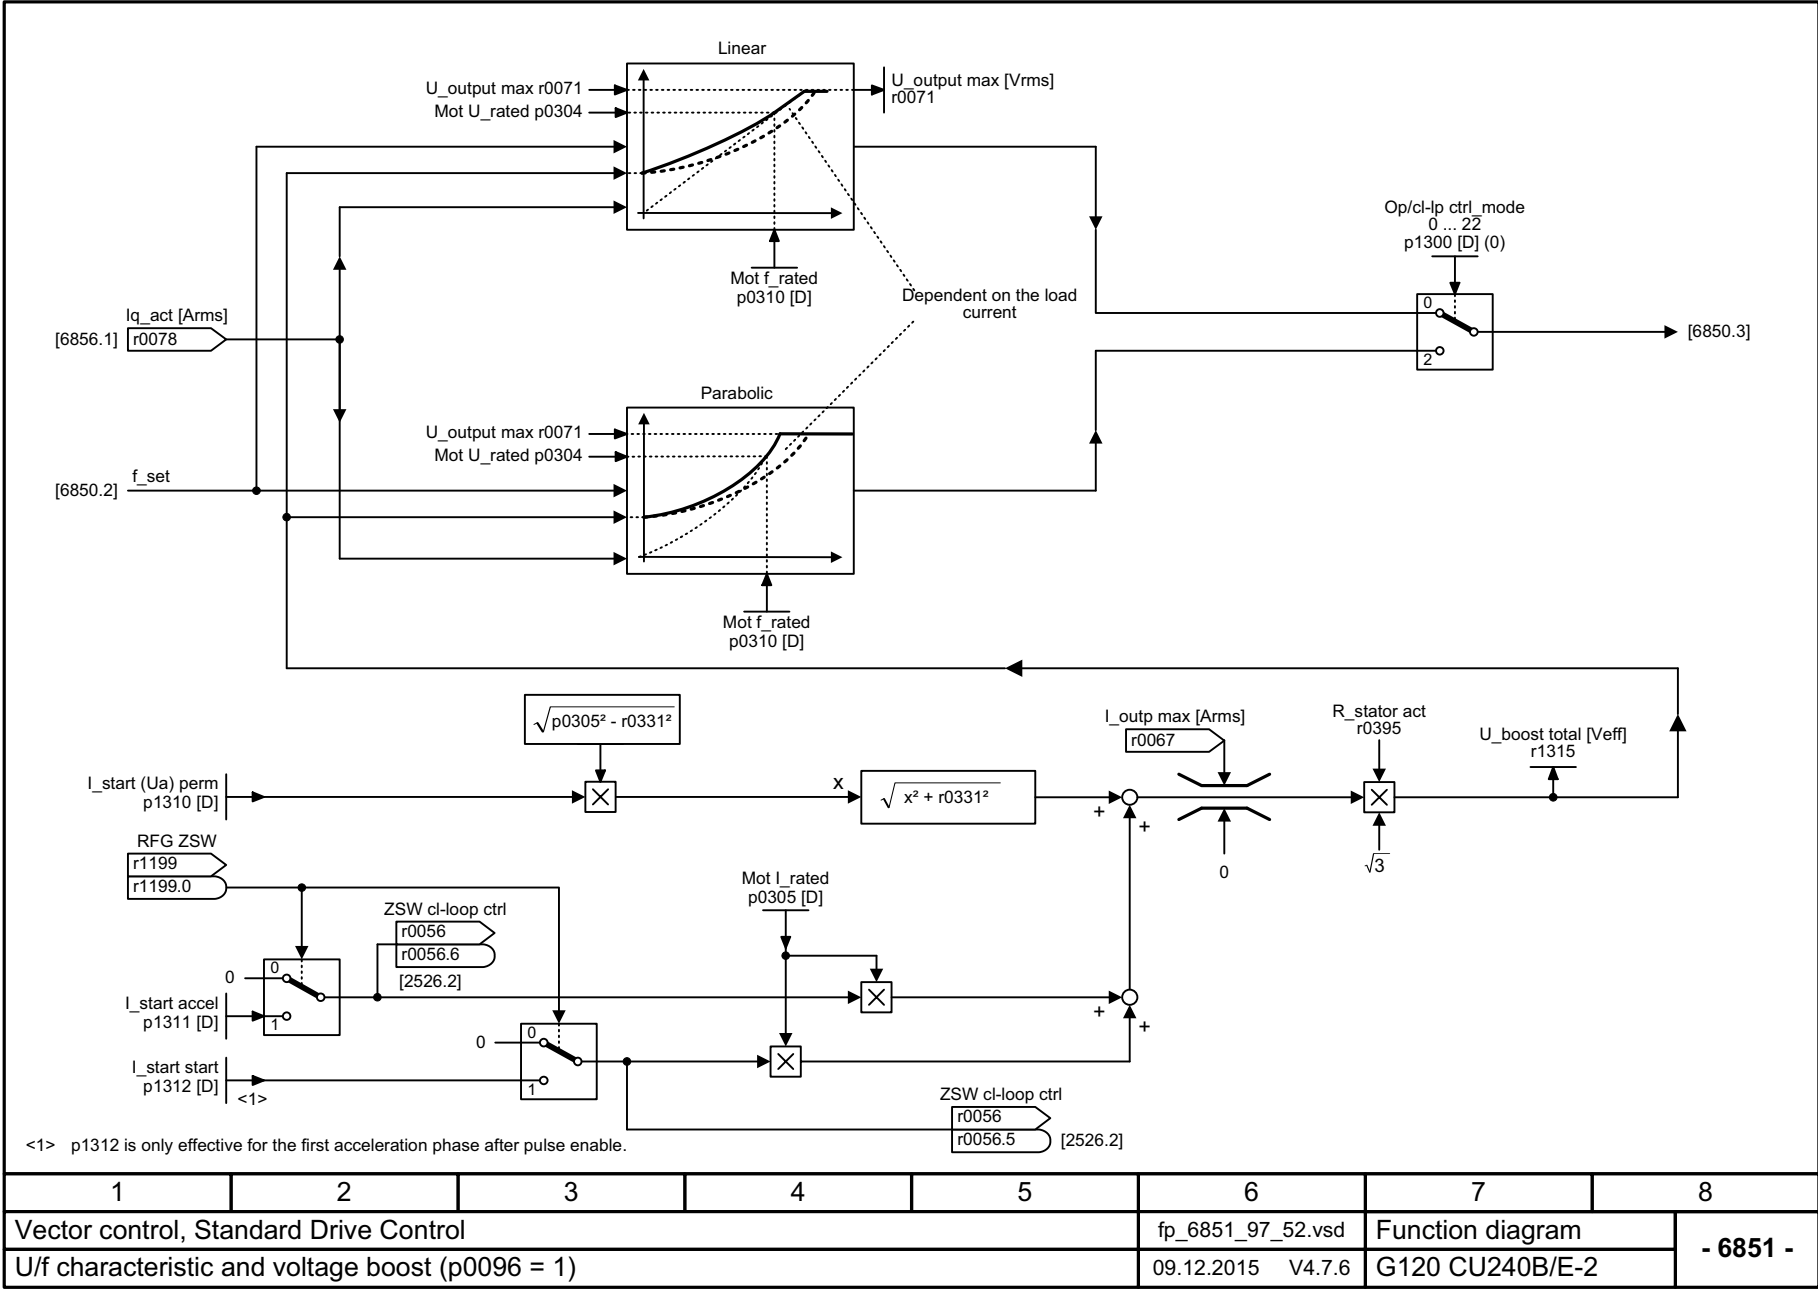 Linear
U_output max r0071
Mot U_rated p0304
U_output max [Vrms]
r0071
Mot f_rated
p0310 [D]
Dependent on the load
current
Op/cl-lp ctrl_mode
0 ... 22
p1300 [D] (0)
0
2
[6850.3]
Iq_act [Arms]
[6856.1]
r0078
Parabolic
U_output max r0071
Mot U_rated p0304
[6850.2]
f_set
Mot f_rated
p0310 [D]
√p0305² - r0331²
I_start (Ua) perm
p1310 [D]
x
√ x² + r0331²
+
+
I_outp max [Arms]
r0067
0
R_stator act
r0395
√3
U_boost total [Veff]
r1315
RFG ZSW
r1199
r1199.0
ZSW cl-loop ctrl
r0056
r0056.6
[2526.2]
Mot I_rated
p0305 [D]
0
0
I_start accel
p1311 [D]
1
+
+
0
0
I_start start
p1312 [D]
<1>
1
ZSW cl-loop ctrl
r0056
r0056.5
[2526.2]
<1> p1312 is only effective for the first acceleration phase after pulse enable.
1 2 3 4 5 6 7 8
Vector control, Standard Drive Control
fp_6851_97_52.vsd
Function diagram
- 6851 -
U/f characteristic and voltage boost (p0096 = 1)
09.12.2015 V4.7.6
G120 CU240B/E-2